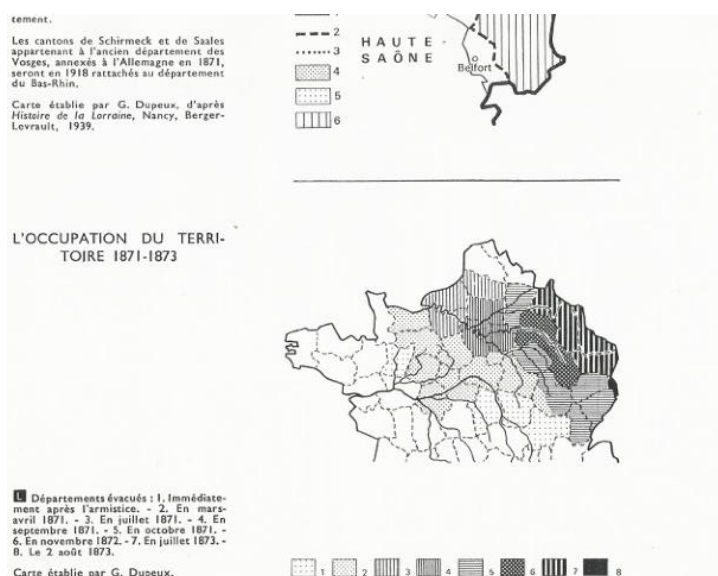 tement.
Les cantons de Schirmeck et de Saales
appartenant à l'ancien département des
Vosges, annexés à l'Allemagne en 1871,
seront en 1918 rattachés au département
du Bas-Rhin.
Carte établie par G. Dupeux, d'après
Histoire de la Lorraine, Nancy, Berger-
Levrault, 1939.
2
3
4
5
6
HAUTE
SAÔNE
Belfort
L'OCCUPATION DU TERRI-
TOIRE 1871-1873
L Départements évacués : 1. Immédiate-
ment après l'armistice. - 2. En mars-
avril 1871. - 3. En juillet 1871. - 4. En
septembre 1871. - 5. En octobre 1871. -
6. En novembre 1872. - 7. En juillet 1873. -
8. Le 2 août 1873.
Carte établie par G. Dupeux.
1 2 3 4 5 6 7 8